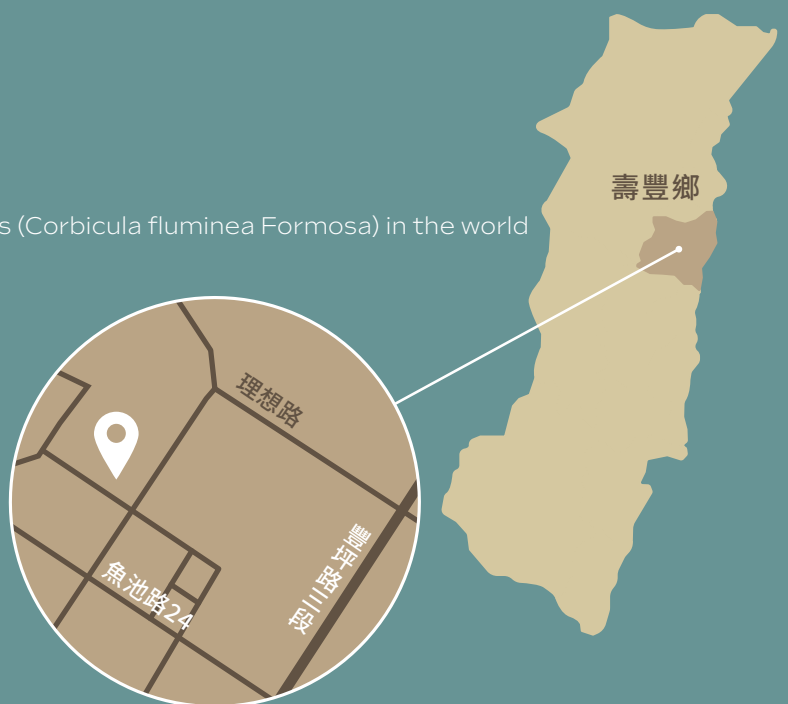 壽豐鄉
s (Corbicula fluminea Formosa) in the world
理想路
豐坪路三段
魚池路24